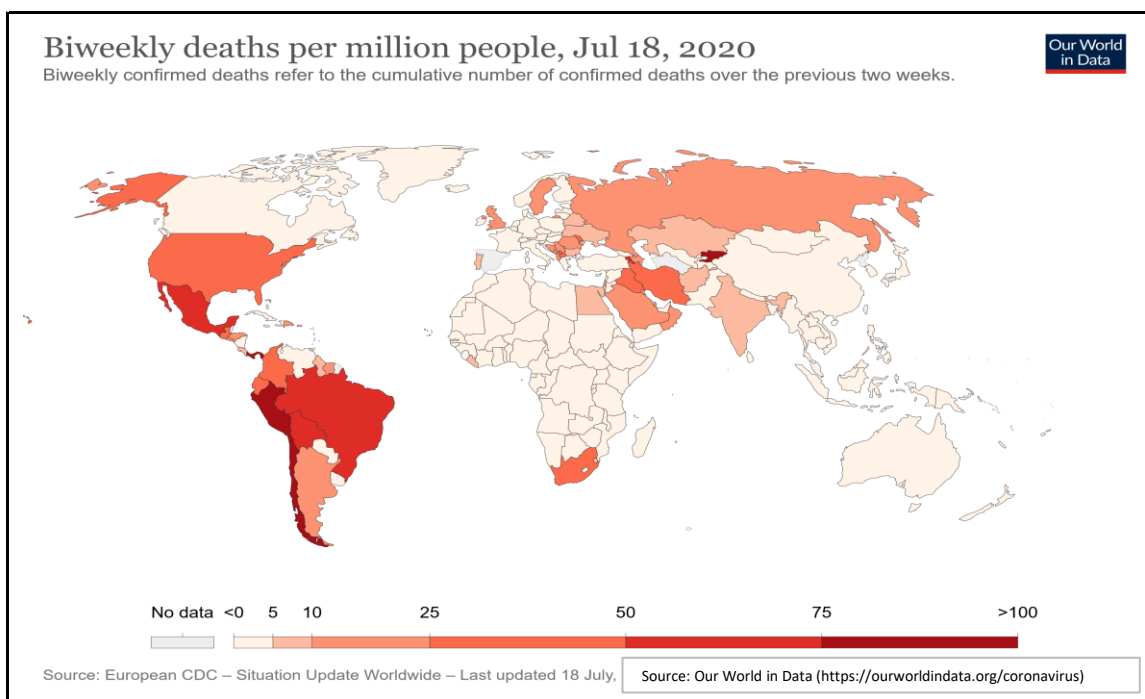 Biweekly deaths per million people, Jul 18, 2020
Biweekly confirmed deaths refer to the cumulative number of confirmed deaths over the previous two weeks.
Our World
in Data
No data <0 5 10 25 50 75 >100
Source: European CDC – Situation Update Worldwide – Last updated 18 July,
Source: Our World in Data (https://ourworldindata.org/coronavirus)